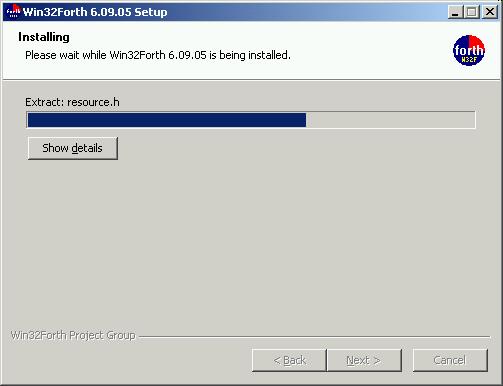 Win32Forth 6.09.05 Setup
Installing
Please wait while Win32Forth 6.09.05 is being installed.
forth
W32F
Extract: resource.h
Show details
Win32Forth Project Group
< Back
Next >
Cancel